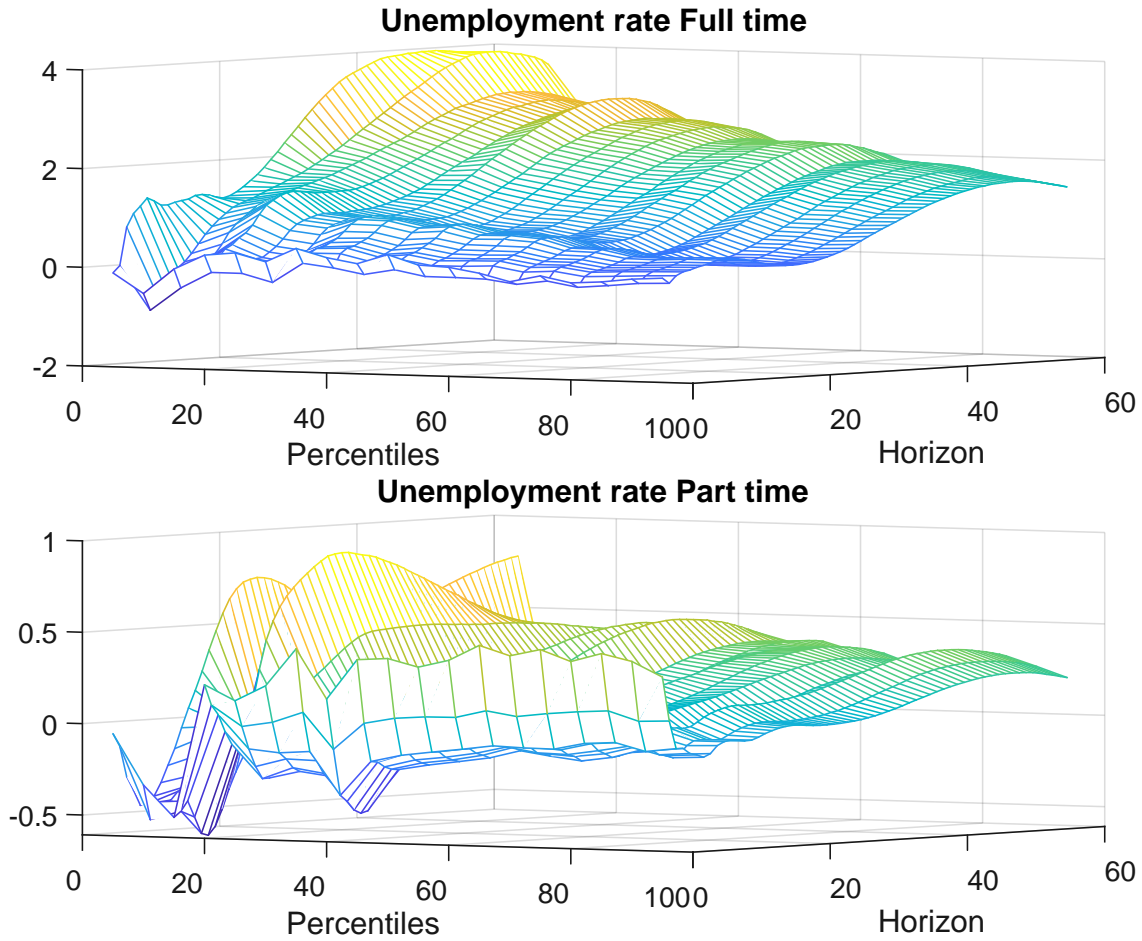 Unemployment rate Full time
4
2
0
-2
0 20 40 60 80 100 0 20 40 60
Percentiles Horizon
Unemployment rate Part time
1
0.5
0
-0.5
0 20 40 60 80 100 0 20 40 60
Percentiles Horizon